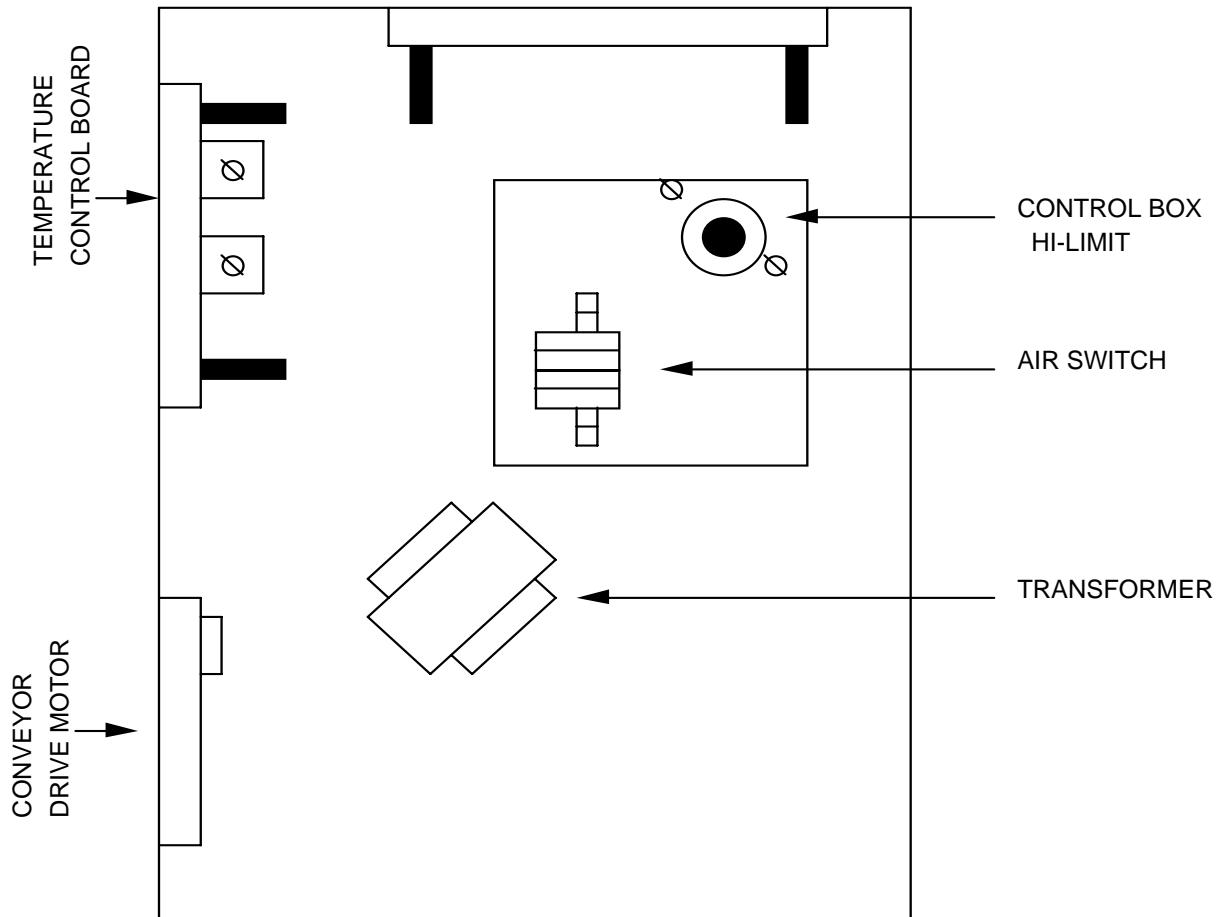 TEMPERATURE
CONTROL BOARD
CONTROL BOX
HI-LIMIT
AIR SWITCH
TRANSFORMER
CONVEYOR
DRIVE MOTOR